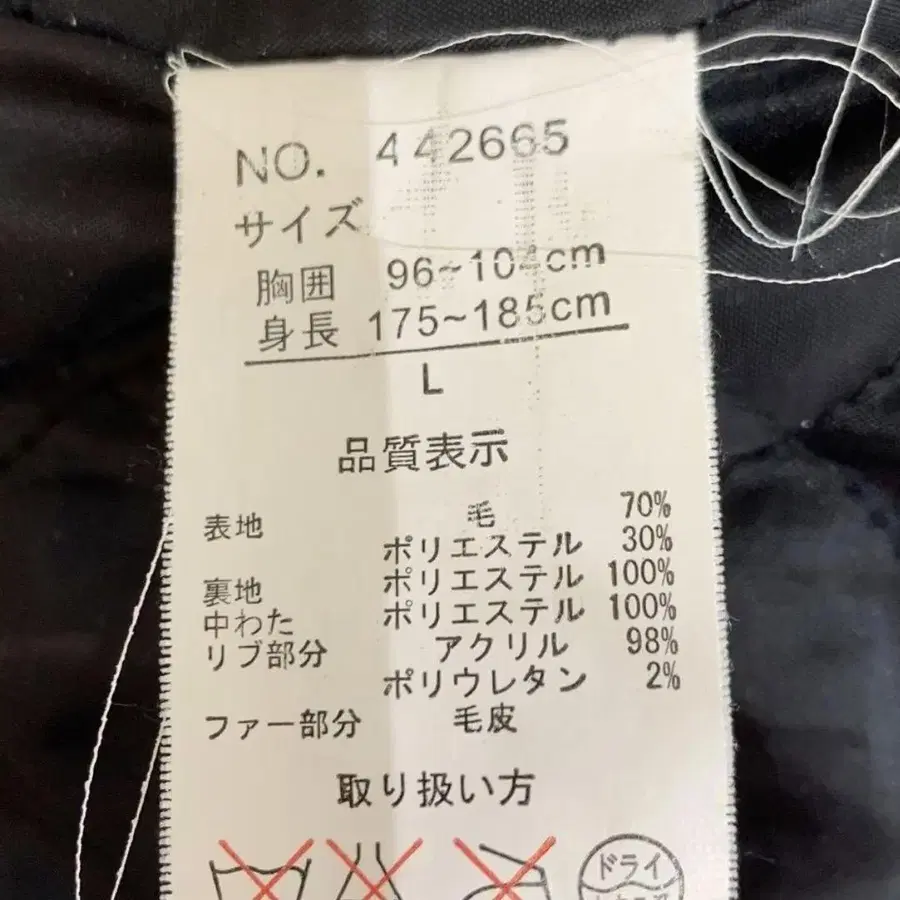 NO. 442665
サイズ
胸囲 96~104cm
身長 175~185cm
L
品質表示
表地 毛 70%
ポリエステル 30%
裏地 ポリエステル 100%
中わた ポリエステル 100%
リブ部分 アクリル 98%
ポリウレタン 2%
ファー部分 毛皮
取り扱い方
ドライ